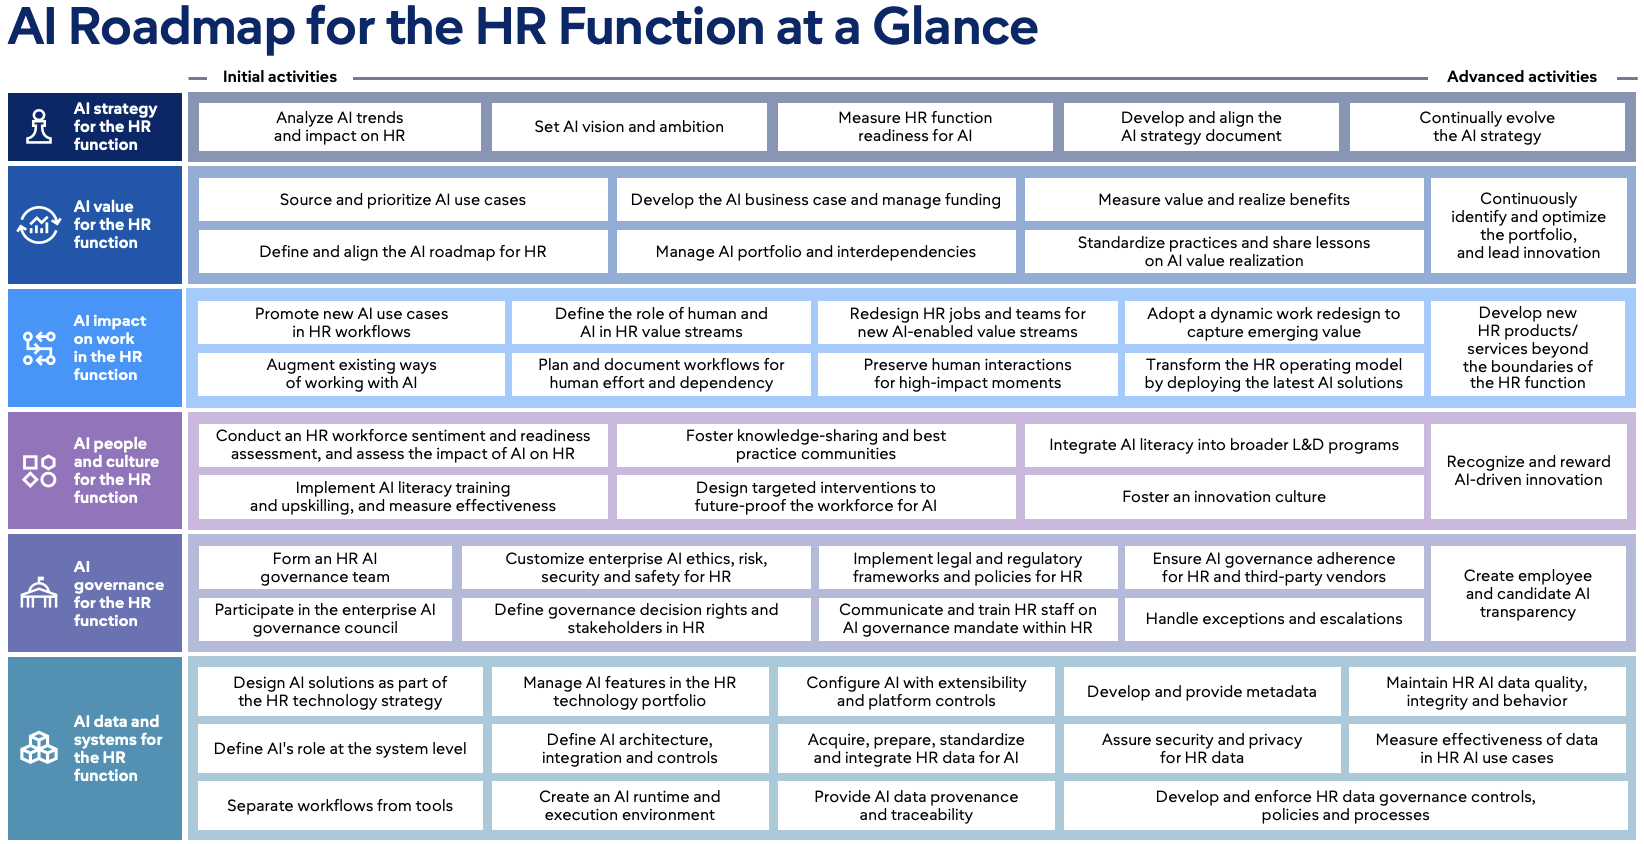 AI Roadmap for the HR Function at a Glance
Initial activities
Advanced activities
AI strategy
for the HR
function
Analyze AI trends
and impact on HR
Set AI vision and ambition
Measure HR function
readiness for AI
Develop and align the
AI strategy document
Continually evolve
the AI strategy
AI value
for the HR
function
Source and prioritize AI use cases
Develop the AI business case and manage funding
Measure value and realize benefits
Define and align the AI roadmap for HR
Manage AI portfolio and interdependencies
Standardize practices and share lessons
on AI value realization
Continuously
identify and optimize
the portfolio,
and lead innovation
AI impact
on work
in the HR
function
Promote new AI use cases
in HR workflows
Define the role of human and
AI in HR value streams
Redesign HR jobs and teams for
new AI-enabled value streams
Adopt a dynamic work redesign to
capture emerging value
Augment existing ways
of working with AI
Plan and document workflows for
human effort and dependency
Preserve human interactions
for high-impact moments
Transform the HR operating model
by deploying the latest AI solutions
Develop new
HR products/
services beyond
the boundaries of
the HR function
AI people
and culture
for the HR
function
Conduct an HR workforce sentiment and readiness
assessment, and assess the impact of AI on HR
Foster knowledge-sharing and best
practice communities
Integrate AI literacy into broader L&D programs
Implement AI literacy training
and upskilling, and measure effectiveness
Design targeted interventions to
future-proof the workforce for AI
Foster an innovation culture
Recognize and reward
AI-driven innovation
AI
governance
for the HR
function
Form an HR AI
governance team
Customize enterprise AI ethics, risk,
security and safety for HR
Implement legal and regulatory
frameworks and policies for HR
Ensure AI governance adherence
for HR and third-party vendors
Participate in the enterprise AI
governance council
Define governance decision rights and
stakeholders in HR
Communicate and train HR staff on
AI governance mandate within HR
Handle exceptions and escalations
Create employee
and candidate AI
transparency
AI data and
systems for
the HR
function
Design AI solutions as part of
the HR technology strategy
Manage AI features in the HR
technology portfolio
Configure AI with extensibility
and platform controls
Develop and provide metadata
Maintain HR AI data quality,
integrity and behavior
Define AI's role at the system level
Define AI architecture,
integration and controls
Acquire, prepare, standardize
and integrate HR data for AI
Assure security and privacy
for HR data
Measure effectiveness of data
in HR AI use cases
Separate workflows from tools
Create an AI runtime and
execution environment
Provide AI data provenance
and traceability
Develop and enforce HR data governance controls,
policies and processes